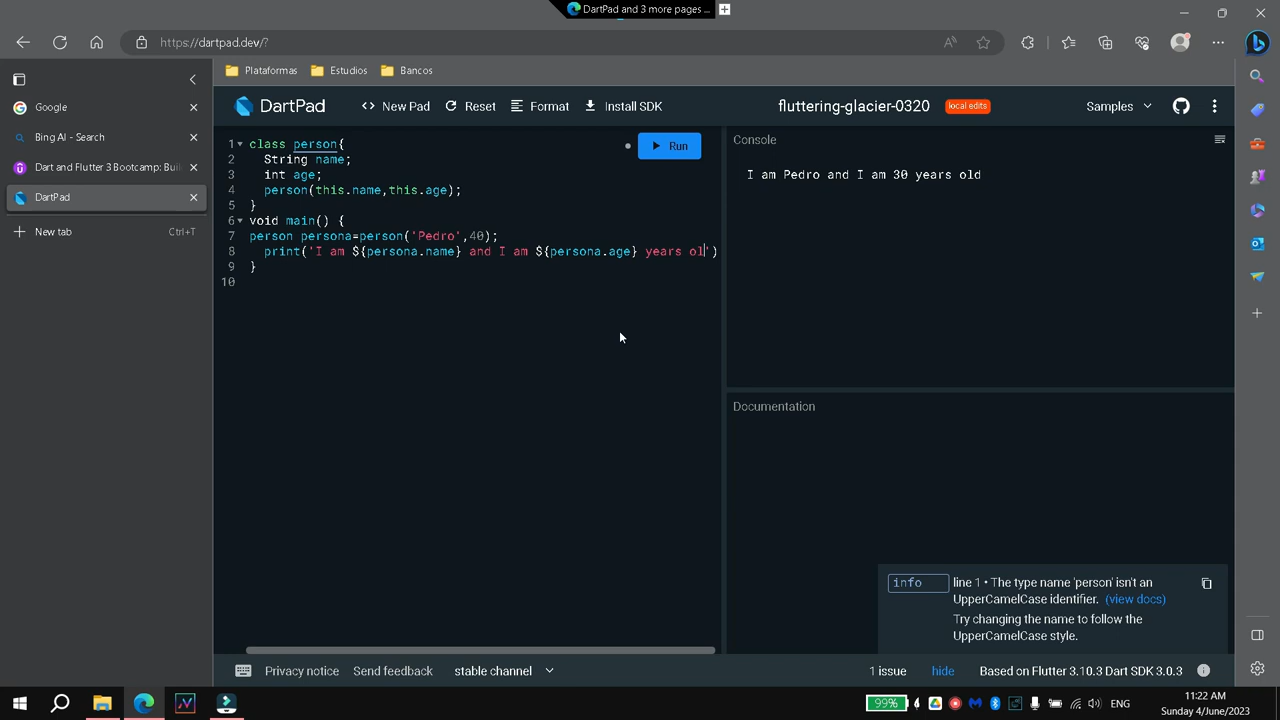 DartPad and 3 more pages ...
https://dartpad.dev/?
Plataformas
Estudios
Bancos
Google
Bing AI - Search
Dart and Flutter 3 Bootcamp: Bui
DartPad
New tab
Ctrl+T
DartPad
New Pad
Reset
Format
Install SDK
fluttering-glacier-0320
local edits
Samples
Run
1 class person{
2 String name;
3 int age;
4 person(this.name,this.age);
5 }
6 void main() {
7 person persona=person('Pedro',40);
8 print('I am ${persona.name} and I am ${persona.age} years ol')
9 }
10
Console
I am Pedro and I am 30 years old
Documentation
info
line 1 • The type name 'person' isn't an
UpperCamelCase identifier. (view docs)
Try changing the name to follow the
UpperCamelCase style.
Privacy notice
Send feedback
stable channel
1 issue
hide
Based on Flutter 3.10.3 Dart SDK 3.0.3
99%
ENG
11:22 AM
Sunday 4/June/2023